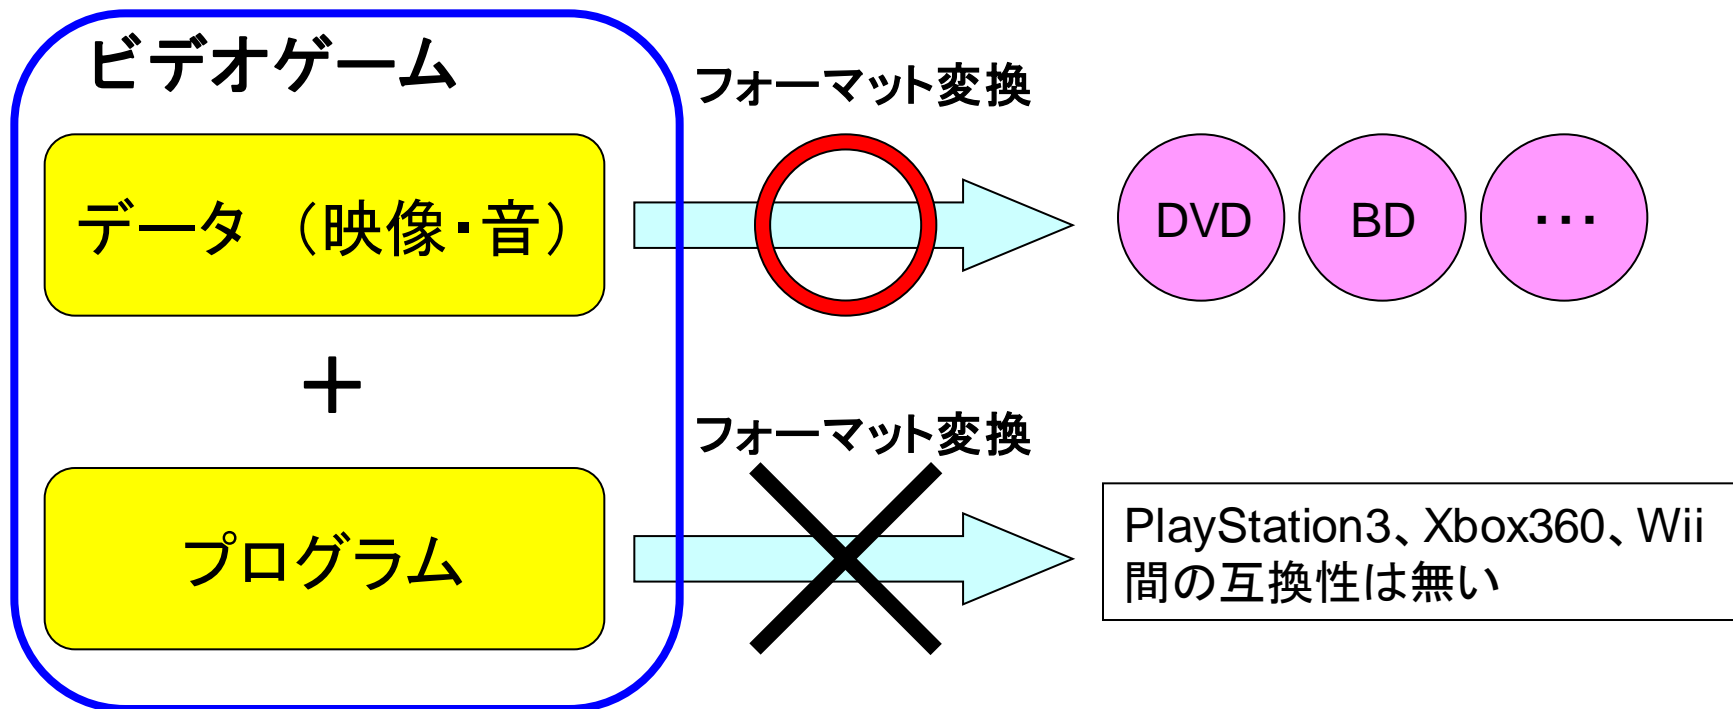 ビデオゲーム
フォーマット変換
データ （映像・音）
DVD
BD
・・・
＋
フォーマット変換
プログラム
PlayStation3、Xbox360、Wii
間の互換性は無い